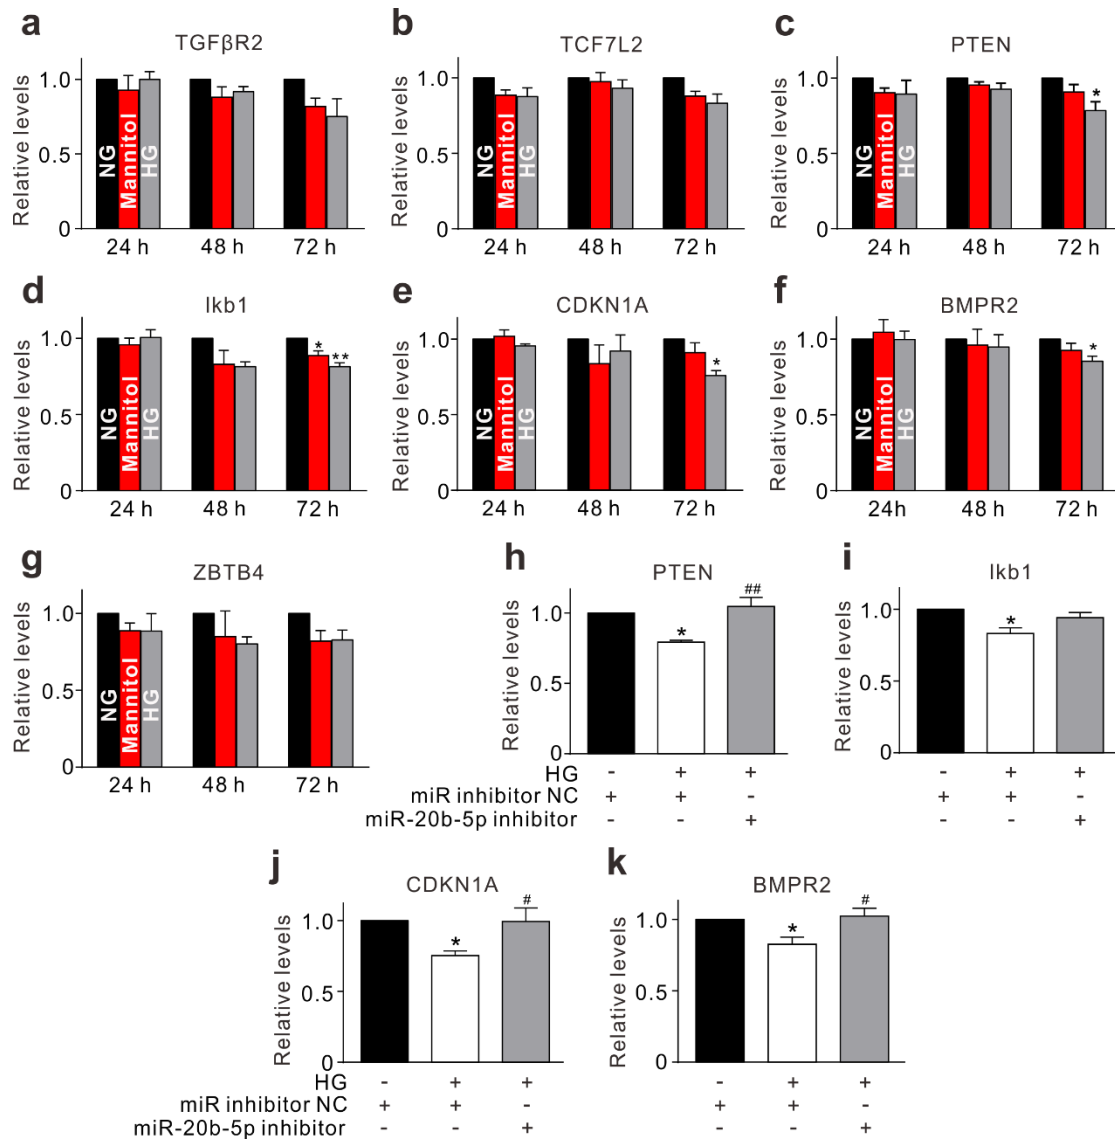 a
TGFβR2
Relative levels
1.0
0.5
0
NG
Mannitol
HG
24 h
48 h
72 h
b
TCF7L2
Relative levels
1.0
0.5
0
NG
Mannitol
HG
24 h
48 h
72 h
c
PTEN
Relative levels
1.0
0.5
0
NG
Mannitol
HG
*
24 h
48 h
72 h
d
Ikb1
Relative levels
1.0
0.5
0
NG
Mannitol
HG
*
**
24 h
48 h
72 h
e
CDKN1A
Relative levels
1.0
0.5
0
NG
Mannitol
HG
*
24 h
48 h
72 h
f
BMPR2
Relative levels
1.0
0.5
0
NG
Mannitol
HG
*
24h
48 h
72 h
g
ZBTB4
Relative levels
1.0
0.5
0
NG
Mannitol
HG
24 h
48 h
72 h
h
PTEN
Relative levels
1.0
0.5
0
*
##
HG - + +
miR inhibitor NC + + -
miR-20b-5p inhibitor - - +
i
Ikb1
Relative levels
1.0
0.5
0
*
- + +
+ + -
- - +
j
CDKN1A
Relative levels
1.0
0.5
0
*
#
HG - + +
miR inhibitor NC + + -
miR-20b-5p inhibitor - - +
k
BMPR2
Relative levels
1.0
0.5
0
*
#
- + +
+ + -
- - +